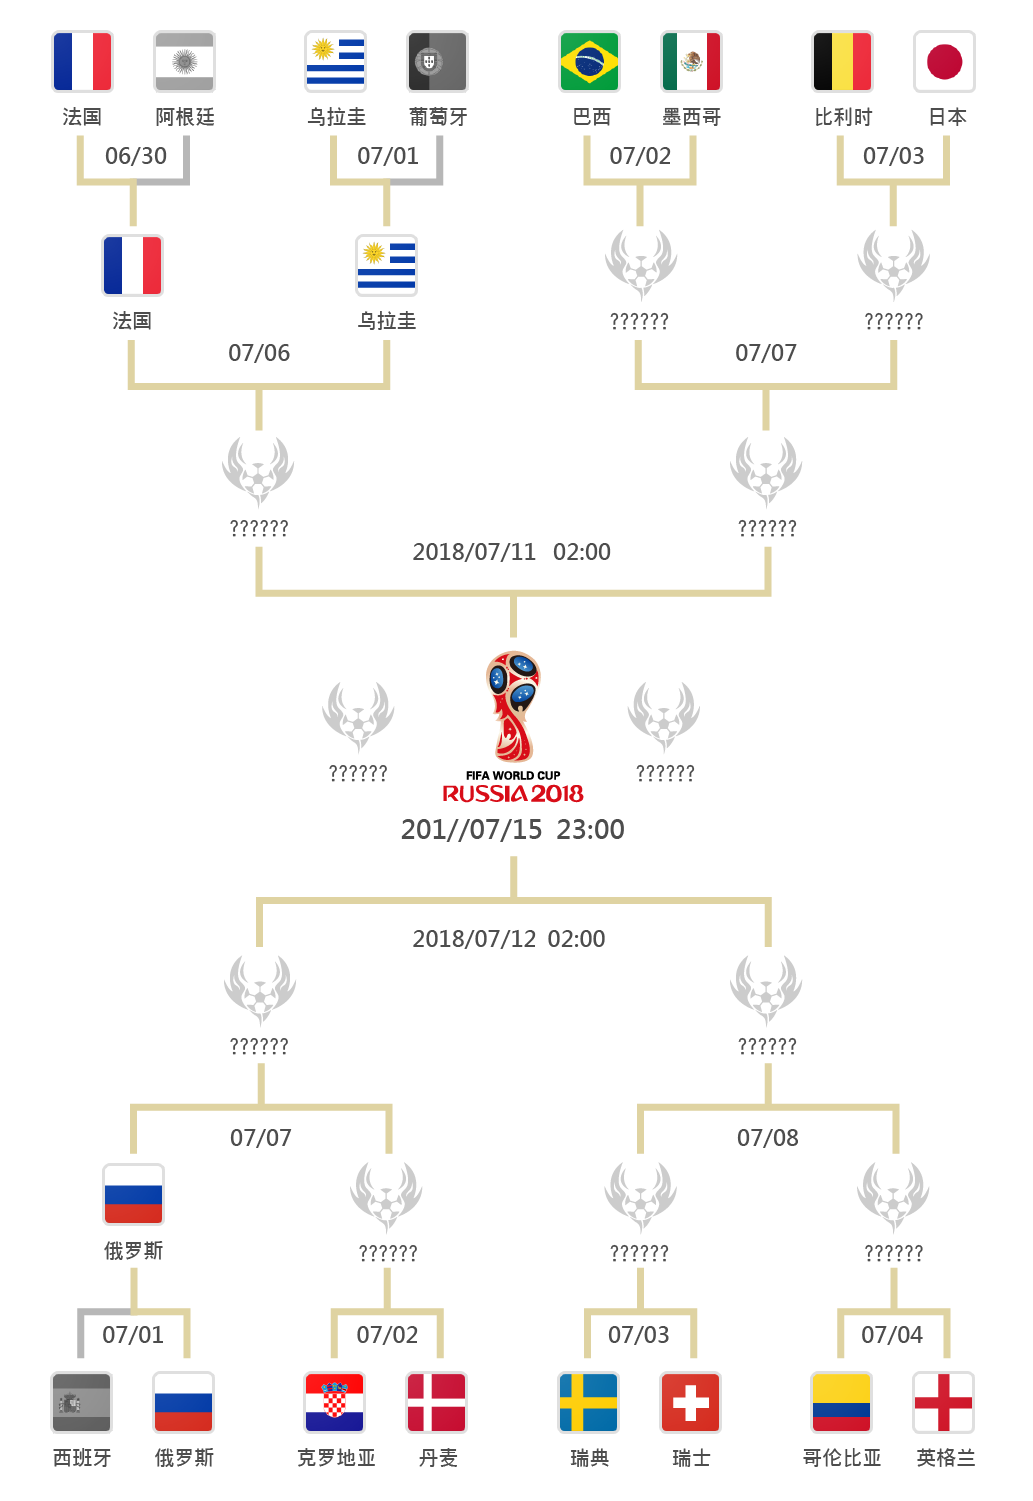 法国 阿根廷 乌拉圭 葡萄牙 巴西 墨西哥 比利时 日本
06/30 07/01 07/02 07/03
法国 乌拉圭 ?????? ??????
07/06 07/07
?????? ??????
2018/07/11 02:00
?????? ??????
FIFA WORLD CUP
RUSSIA 2018
201//07/15 23:00
2018/07/12 02:00
?????? ??????
07/07 07/08
俄罗斯 ?????? ?????? ??????
07/01 07/02 07/03 07/04
西班牙 俄罗斯 克罗地亚 丹麦 瑞典 瑞士 哥伦比亚 英格兰